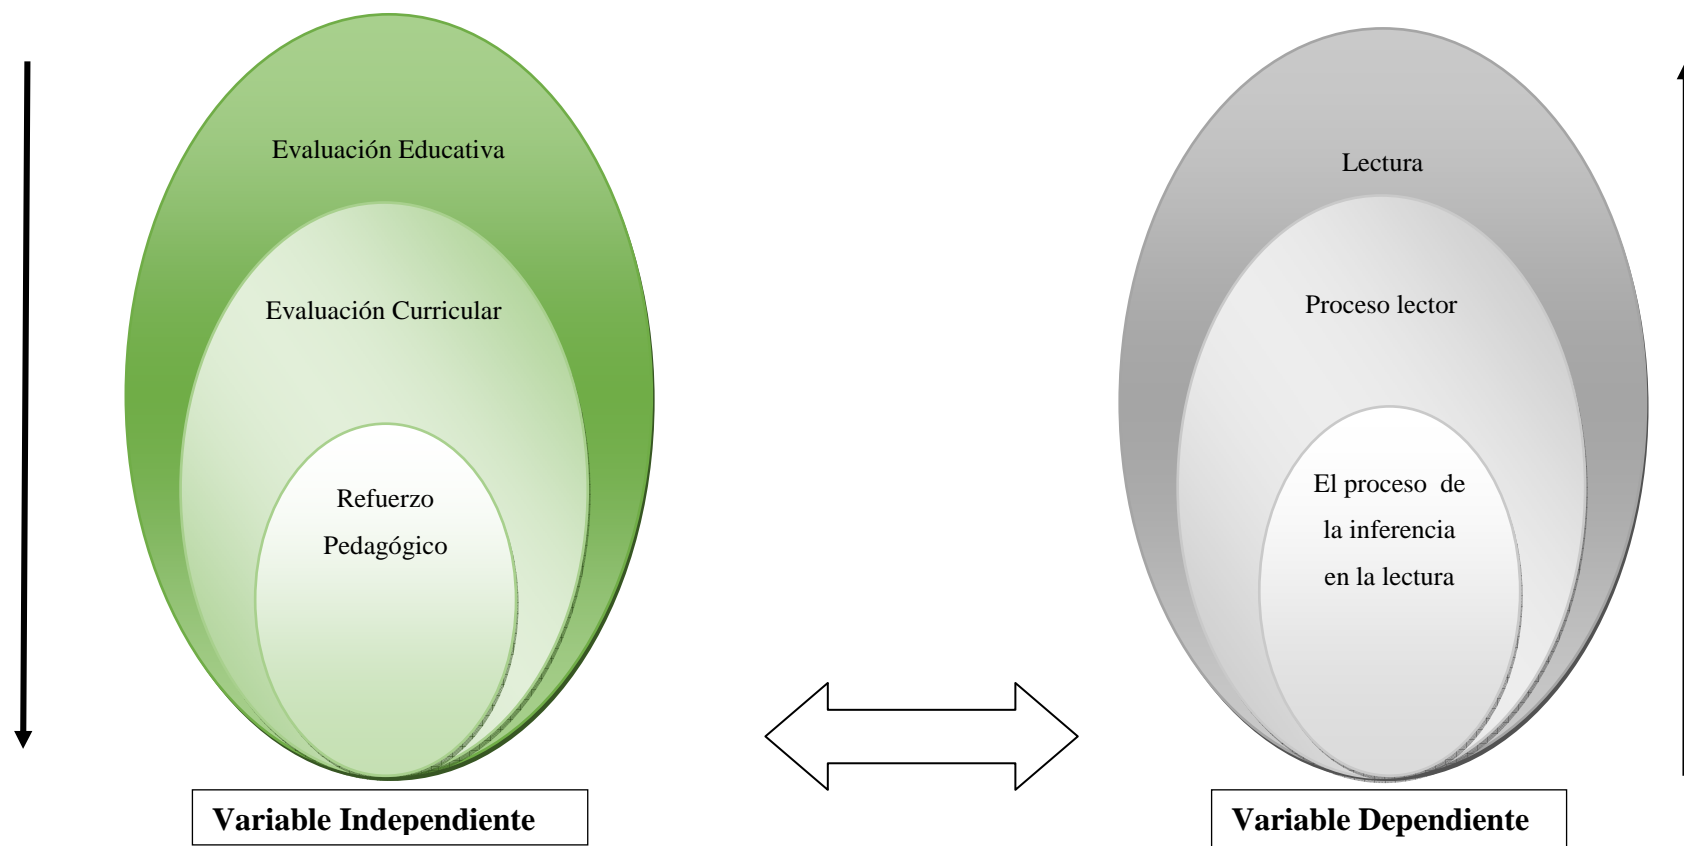 Evaluación Educativa
Evaluación Curricular
Refuerzo
Pedagógico
Variable Independiente
Lectura
Proceso lector
El proceso de
la inferencia
en la lectura
Variable Dependiente